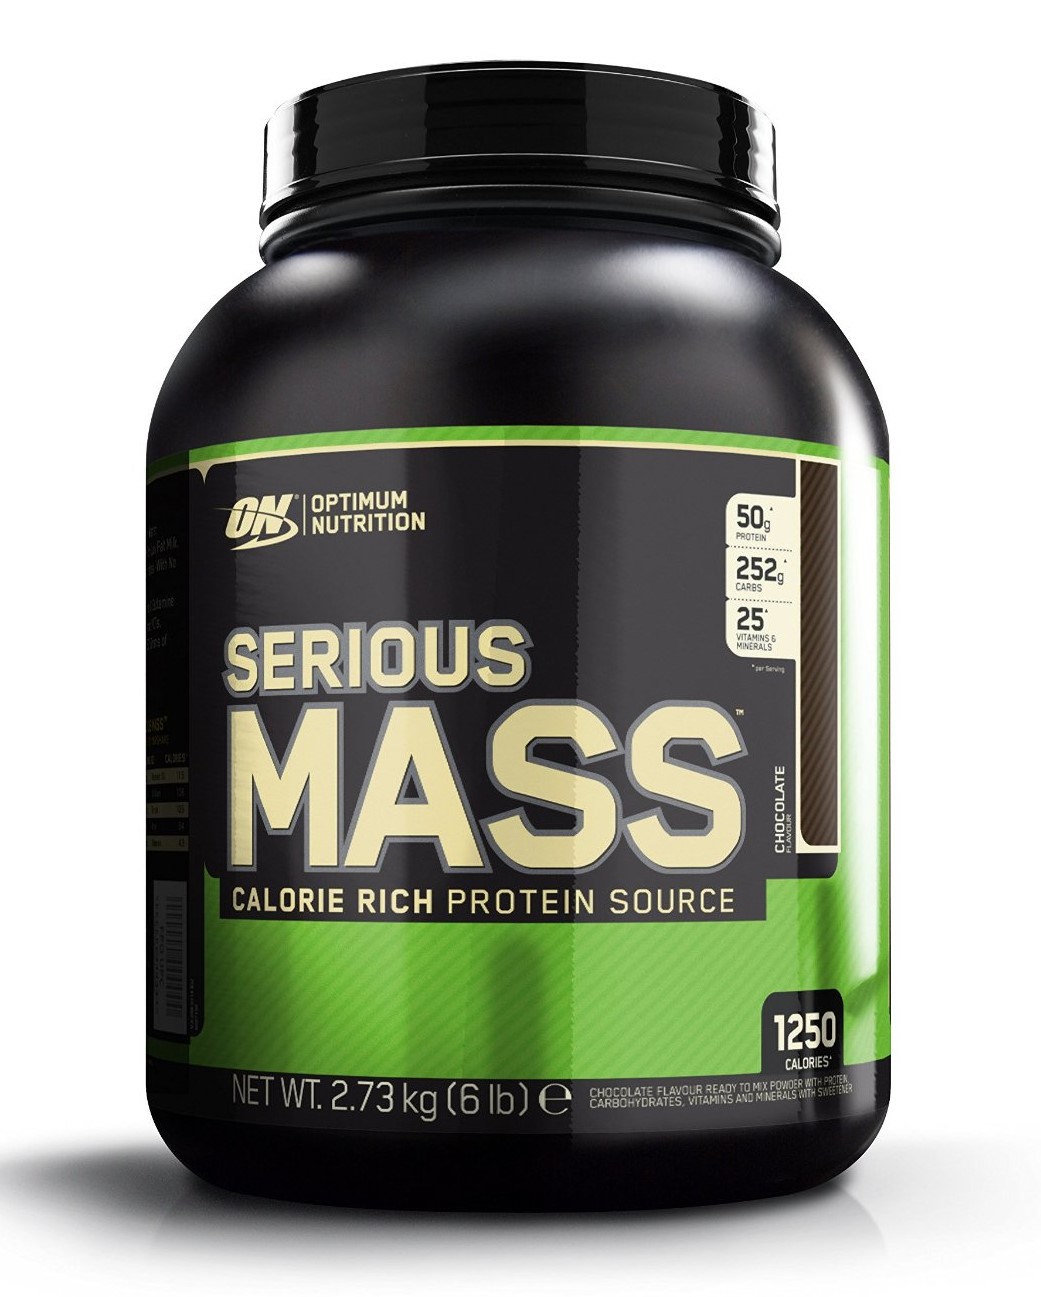 ON®
OPTIMUM
NUTRITION
50g*
PROTEIN
252g*
CARBS
25*
VITAMINS &
MINERALS
*per Serving
SERIOUS
MASS™
CHOCOLATE
FLAVOUR
CALORIE RICH PROTEIN SOURCE
1250
CALORIES*
NET WT. 2.73 kg (6 lb) e
CHOCOLATE FLAVOUR READY TO MIX POWDER WITH PROTEIN,
CARBOHYDRATES, VITAMINS AND MINERALS WITH SWEETENER